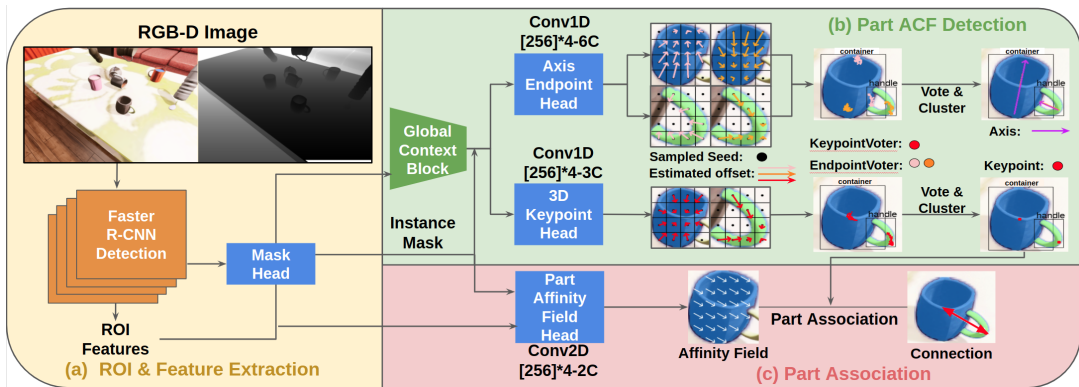 RGB-D Image
Faster
R-CNN
Detection
Mask
Head
ROI
Features
(a) ROI & Feature Extraction
(b) Part ACF Detection
Conv1D
[256]*4-6C
Axis
Endpoint
Head
Global
Context
Block
Instance
Mask
Conv1D
[256]*4-3C
3D
Keypoint
Head
Sampled Seed:
Estimated offset:
container
handle
Vote &
Cluster
container
handle
Axis:
KeypointVoter:
EndpointVoter:
Keypoint:
container
handle
Vote &
Cluster
container
handle
Part
Affinity
Field
Head
Conv2D
[256]*4-2C
Affinity Field
Part Association
Connection
(c) Part Association